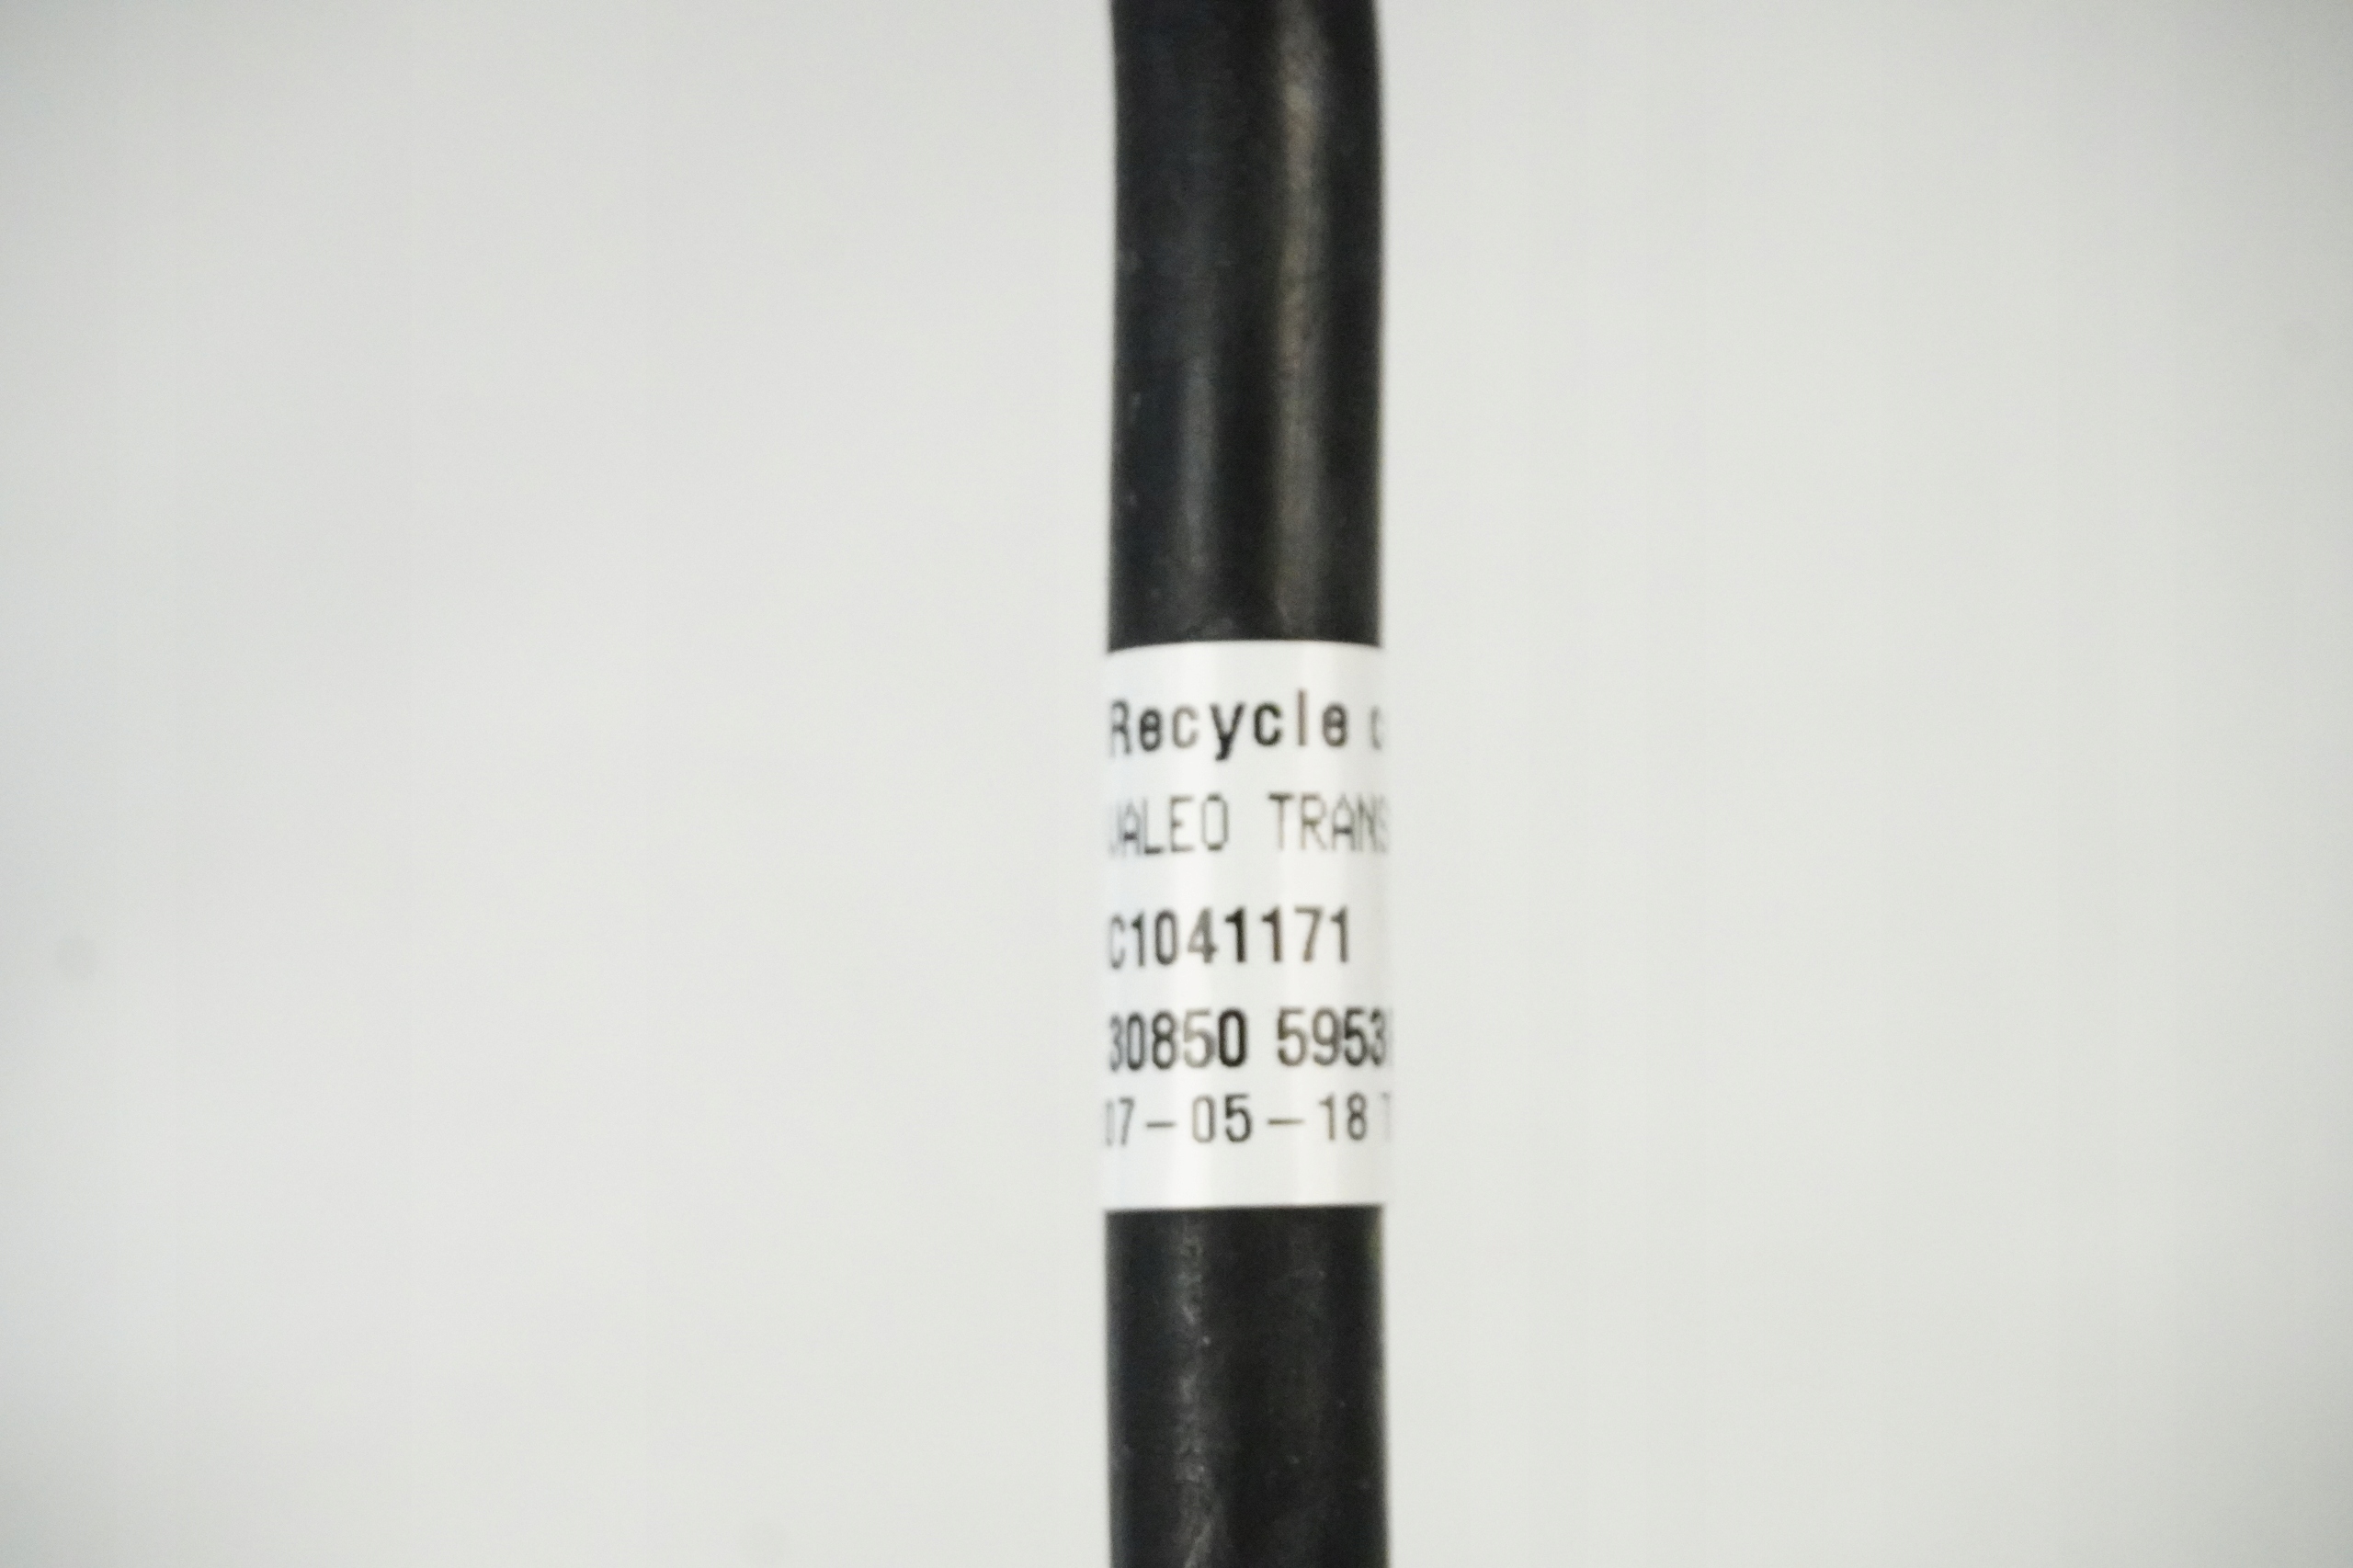 Recycle
VALEO TRANS
C1041171
30850 5953
07-05-18 T